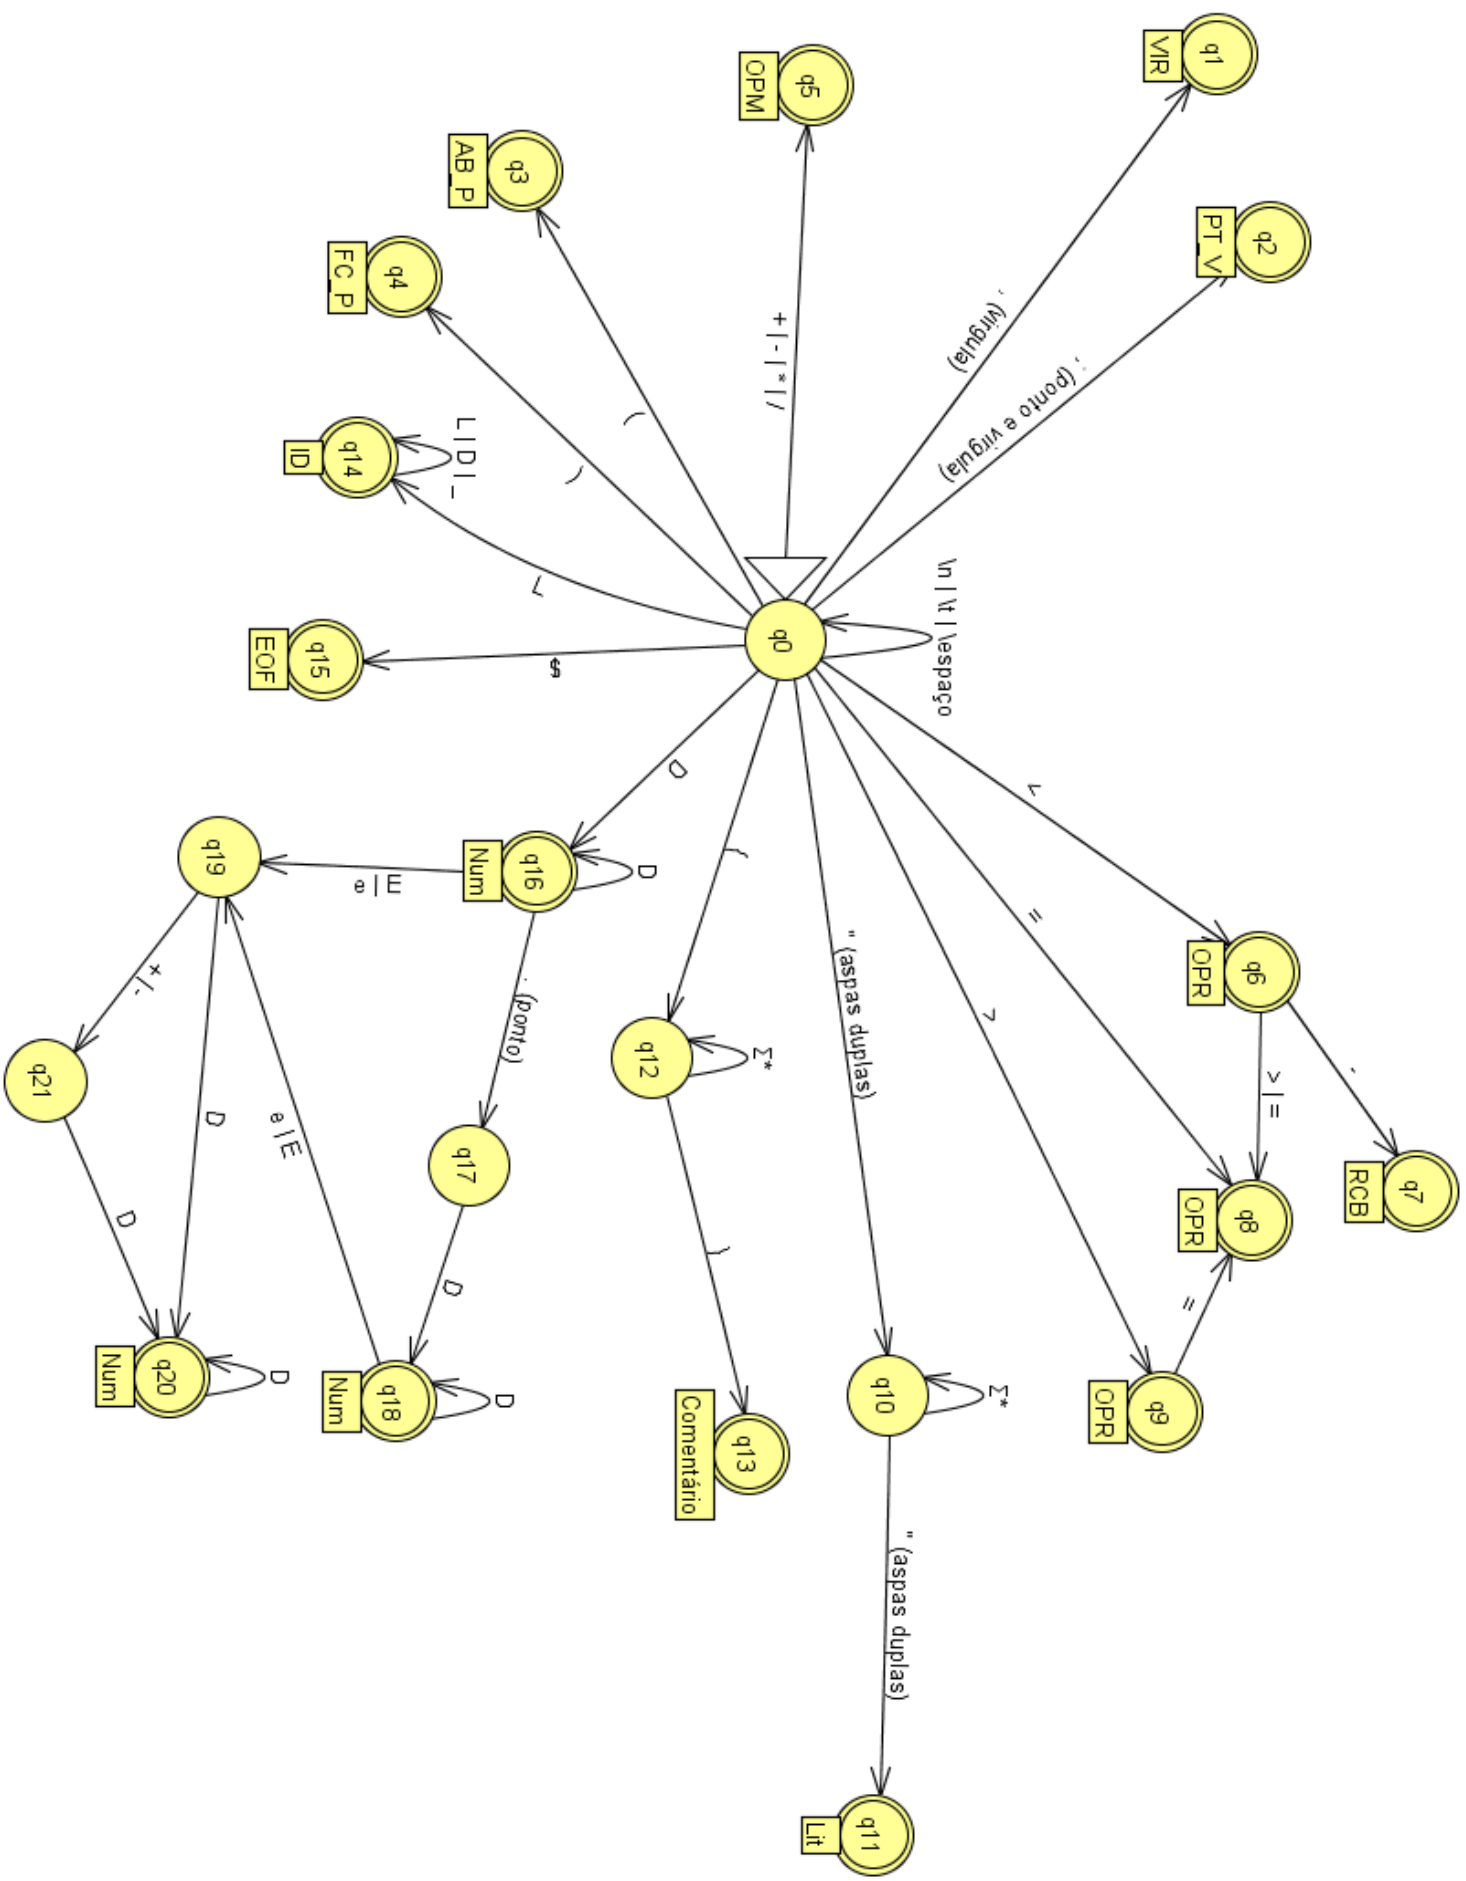 q7
RCB
-
q2
PT_V
q6
OPR
> | =
q8
OPR
q1
VIR
=
q9
OPR
; (ponto e vírgula)
, (vírgula)
<
=
>
\n | \t | \espaço
Σ*
q10
" (aspas duplas)
" (aspas duplas)
q11
Lit
q5
OPM
+ | - | * | /
q0
Σ*
q12
{
}
q13
Comentário
(
)
q3
AB_P
D
D
q16
Num
. (ponto)
q17
D
D
q18
Num
L
$
L | D | _
q14
ID
q4
FC_P
e | E
e | E
q15
EOF
q19
+ | -
D
D
D
q20
Num
q21